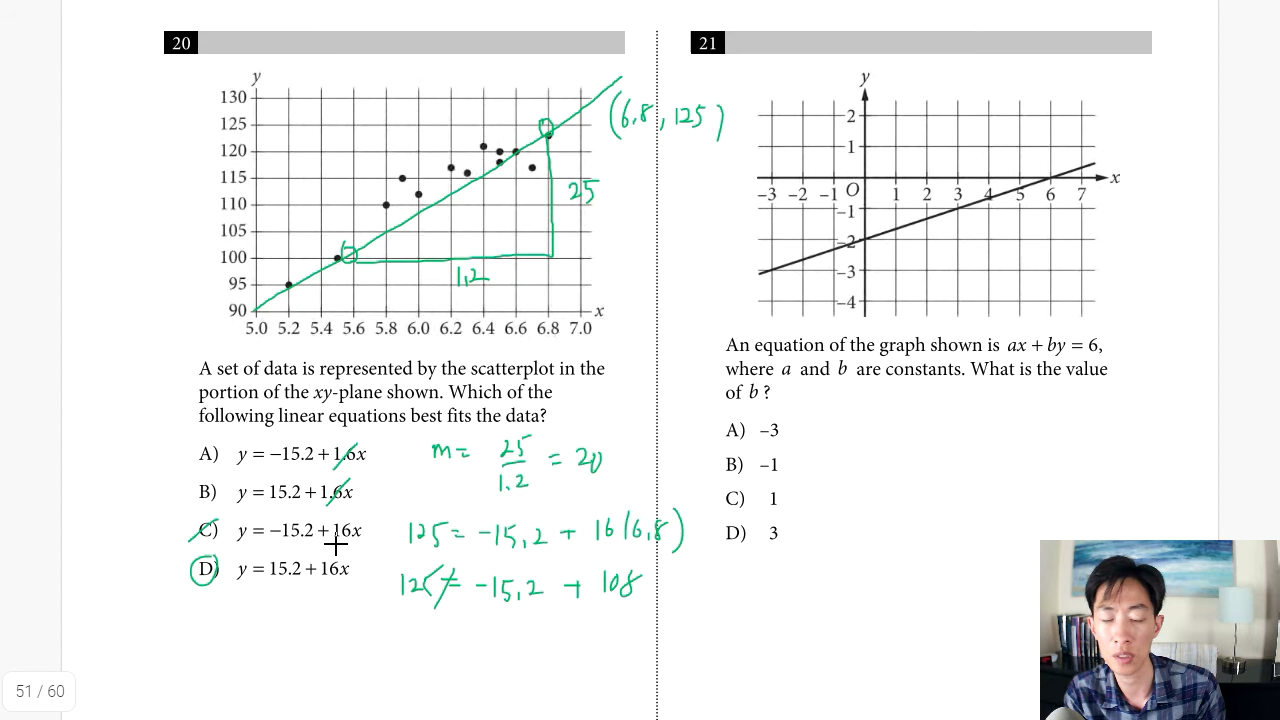 20
y
130
125
120
115
110
105
100
95
90
5.0 5.2 5.4 5.6 5.8 6.0 6.2 6.4 6.6 6.8 7.0
x
(6.8, 125)
25
1.2
A set of data is represented by the scatterplot in the
portion of the xy-plane shown. Which of the
following linear equations best fits the data?
A) y = −15.2 + 1.6x
B) y = 15.2 + 1.6x
C) y = −15.2 + 16x
D) y = 15.2 + 16x
m = 25/1.2 = 20
125 = -15.2 + 16(6.8)
125 ≠ -15.2 + 108
21
y
2
1
−3 −2 −1 O 1 2 3 4 5 6 7
x
−1
−2
−3
−4
An equation of the graph shown is ax + by = 6,
where a and b are constants. What is the value
of b ?
A) −3
B) −1
C) 1
D) 3
51 / 60